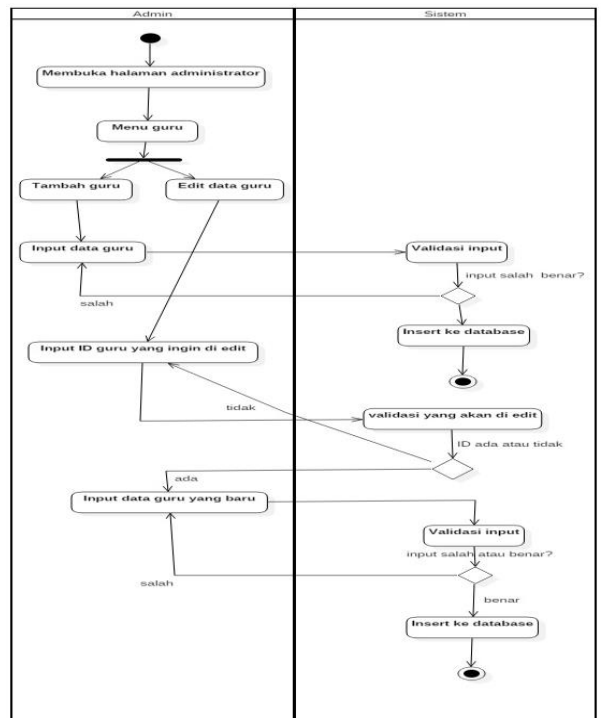 Admin
Sistem
Membuka halaman administrator
Menu guru
Tambah guru
Edit data guru
Input data guru
Validasi input
input salah  benar?
salah
Insert ke database
Input ID guru yang ingin di edit
tidak
validasi yang akan di edit
ID ada atau tidak
ada
Input data guru yang baru
Validasi input
input salah atau benar?
salah
benar
Insert ke database